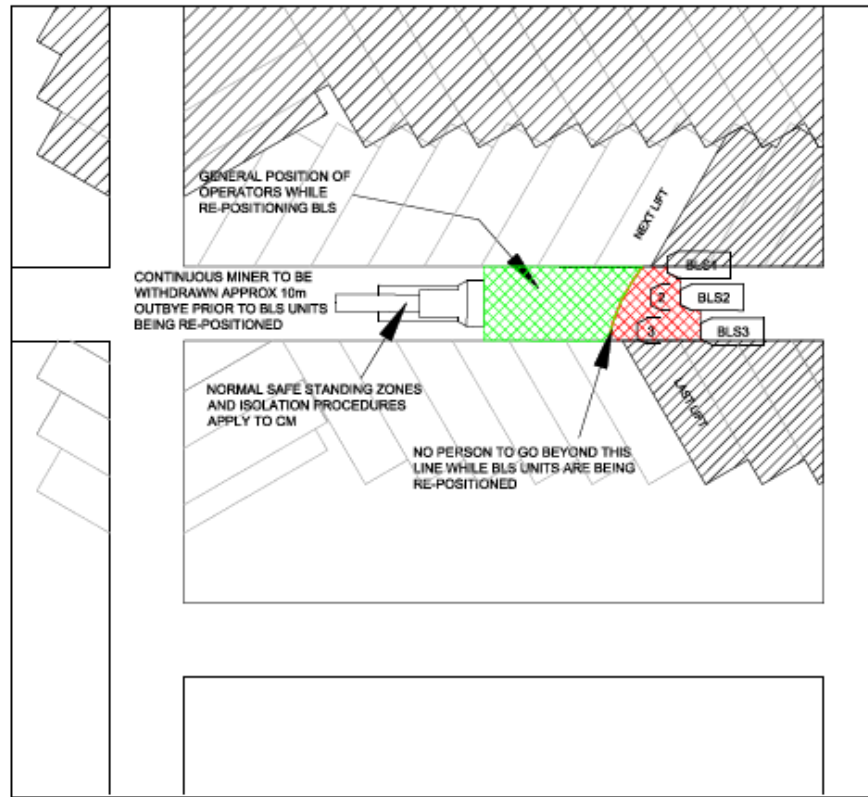 GENERAL POSITION OF
OPERATORS WHILE
RE-POSITIONING BLS
NEXT LIFT
BLS1
CONTINUOUS MINER TO BE
WITHDRAWN APPROX 10m
OUTBYE PRIOR TO BLS UNITS
BEING RE-POSITIONED
2
BLS2
3
BLS3
NORMAL SAFE STANDING ZONES
AND ISOLATION PROCEDURES
APPLY TO CM
LAST LIFT
NO PERSON TO GO BEYOND THIS
LINE WHILE BLS UNITS ARE BEING
RE-POSITIONED